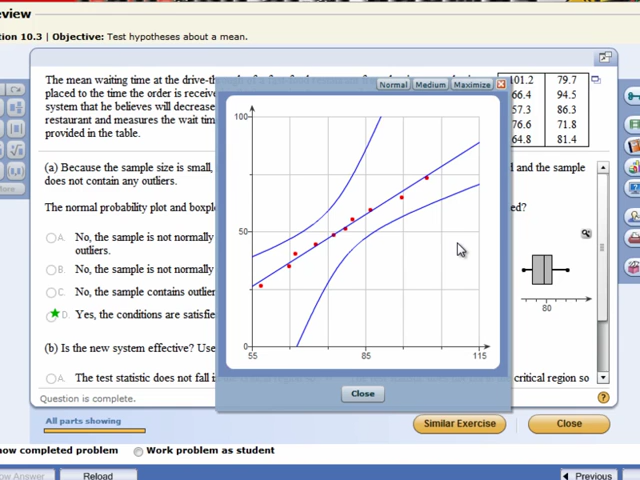 eview
ion 10.3 | Objective: Test hypotheses about a mean.
The mean waiting time at the drive-th
placed to the time the order is receive
system that he believes will decrease
restaurant and measures the wait tim
provided in the table.
101.2 79.7
66.4 94.5
57.3 86.3
76.6 71.8
64.8 81.4
Normal Medium Maximize
(a) Because the sample size is small, d and the sample
does not contain any outliers.
The normal probability plot and boxpl ed?
A. No, the sample is not normally
outliers.
B. No, the sample is not normally
C. No, the sample contains outlier
D. Yes, the conditions are satisfie
(b) Is the new system effective? Use
A. The test statistic does not fall i critical region so
100
50
0
55 85 115
80
Close
Question is complete.
?
All parts showing
Similar Exercise
Close
how completed problem Work problem as student
ow Answer
Reload
Previous
More